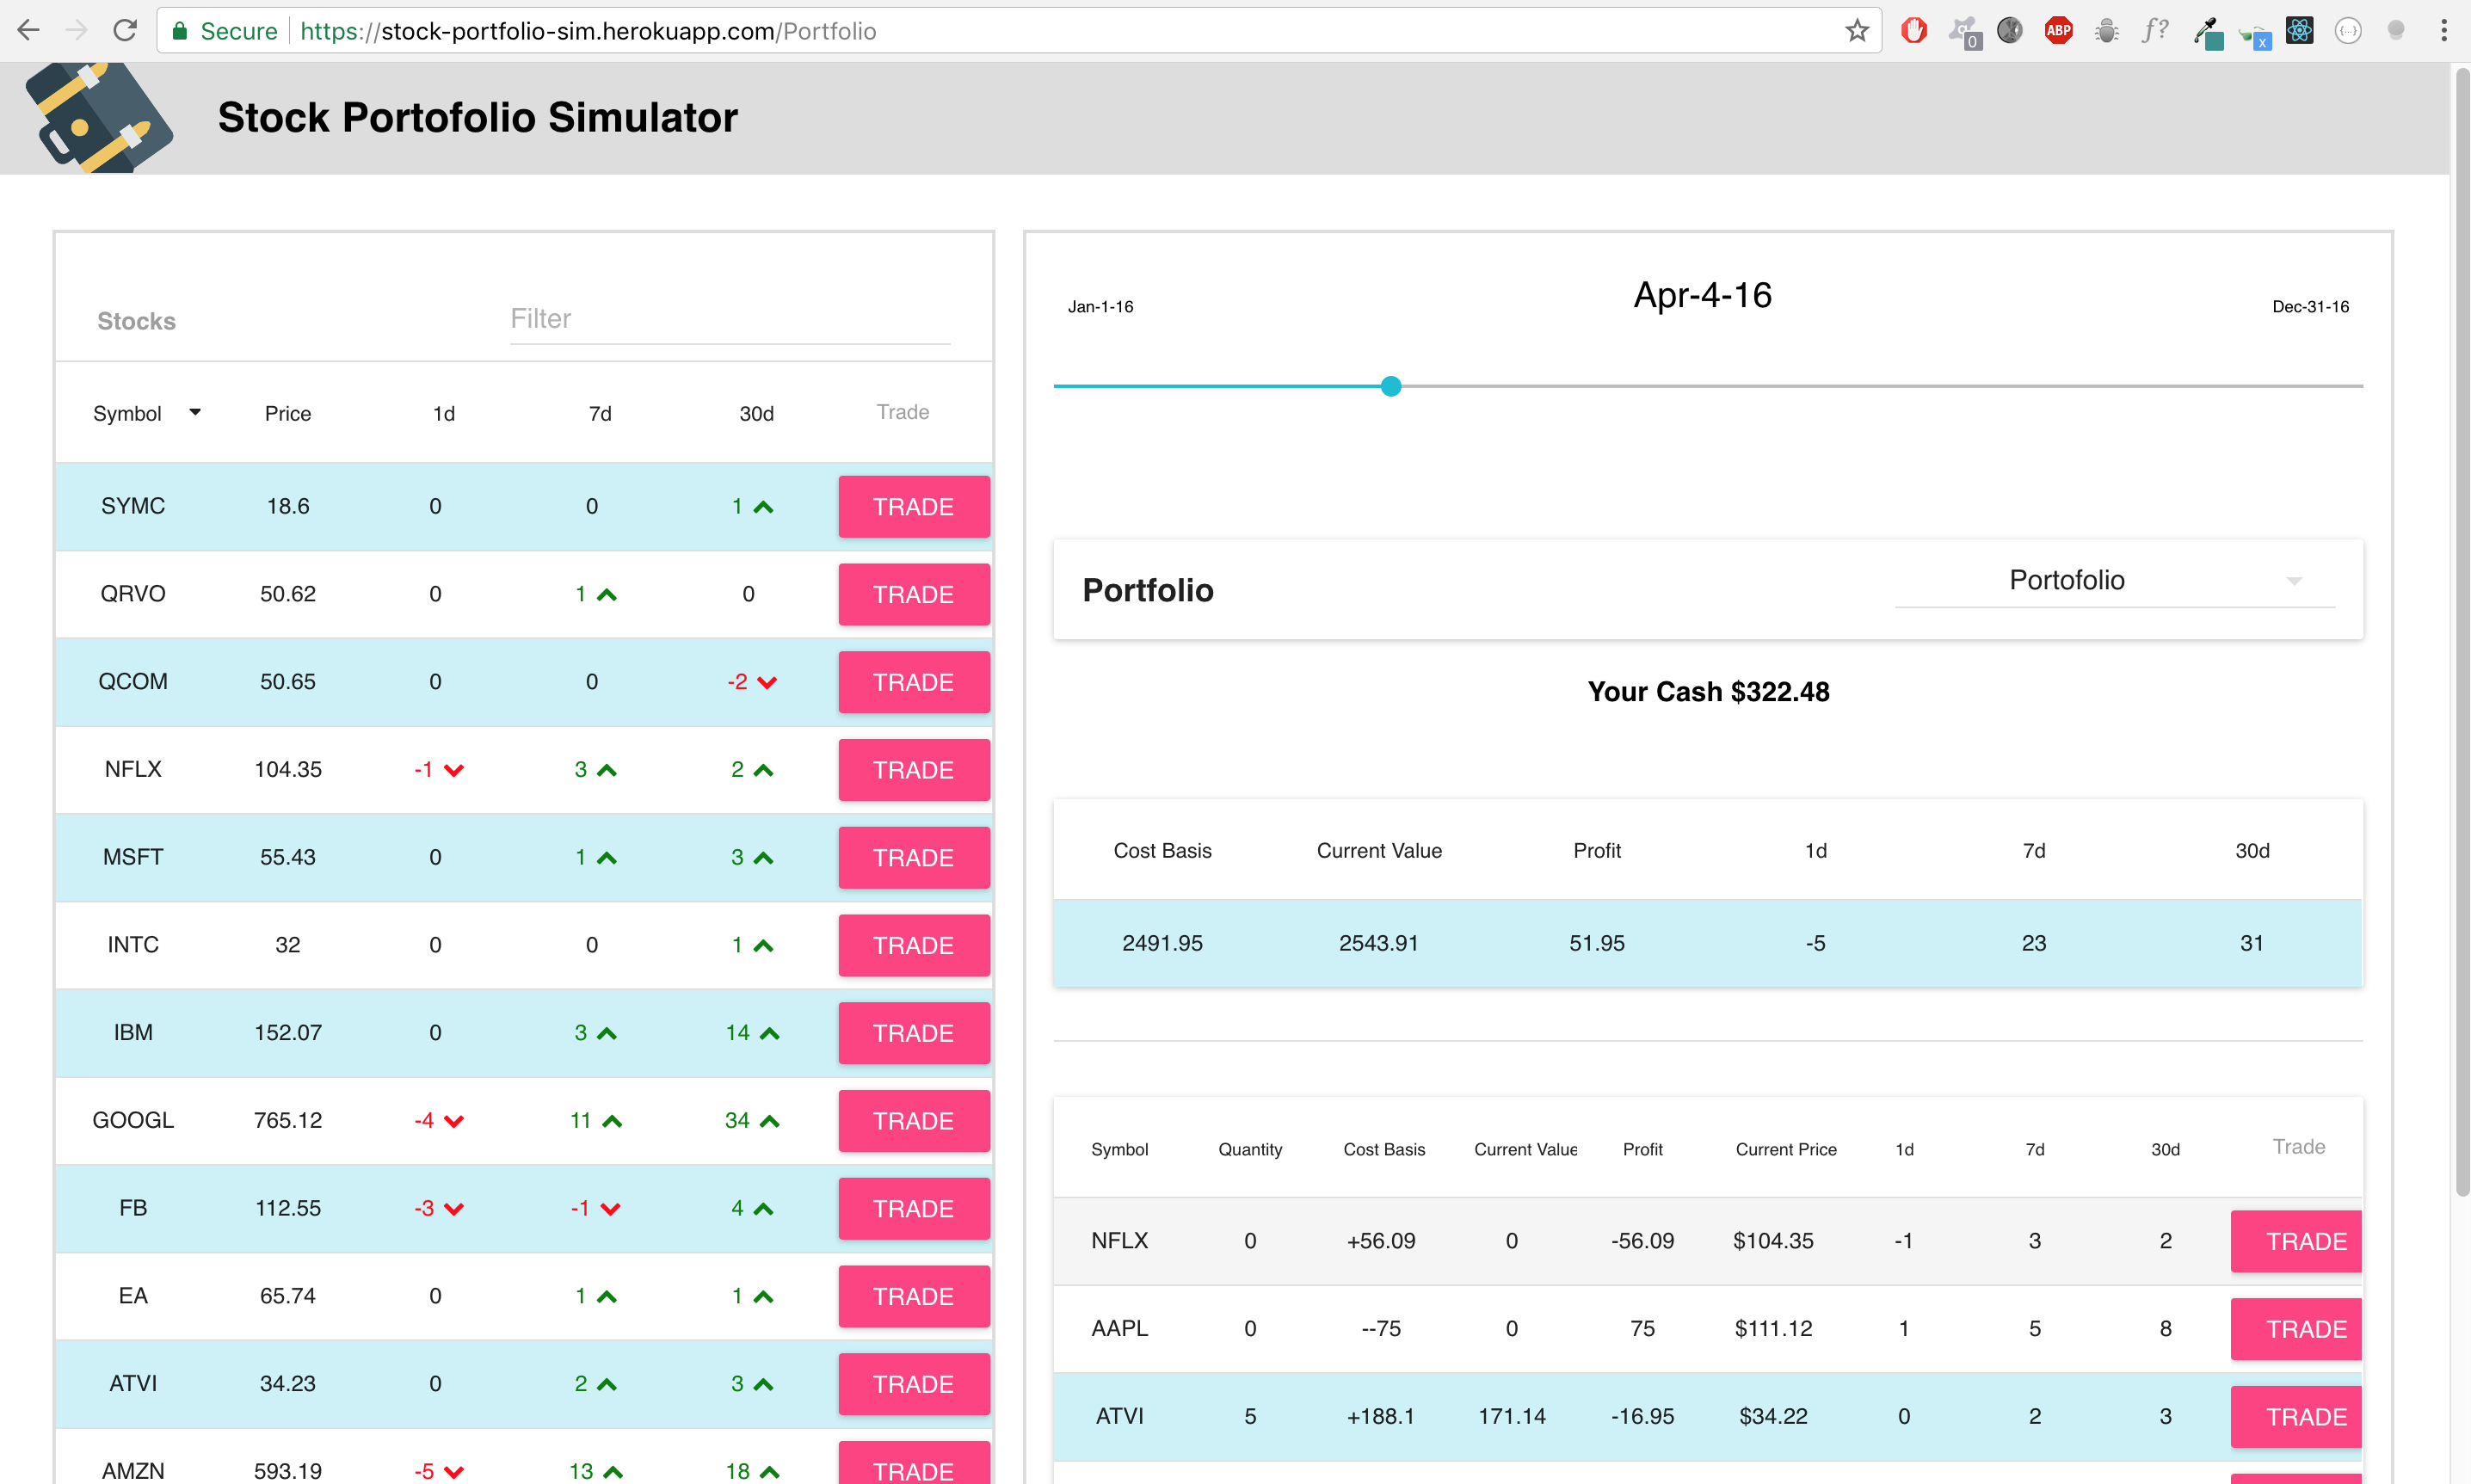 Secure https://stock-portfolio-sim.herokuapp.com/Portfolio
0 ABP f? x {...}
Stock Portofolio Simulator
Stocks Filter
Symbol Price 1d 7d 30d Trade
SYMC 18.6 0 0 1 TRADE
QRVO 50.62 0 1 0 TRADE
QCOM 50.65 0 0 -2 TRADE
NFLX 104.35 -1 3 2 TRADE
MSFT 55.43 0 1 3 TRADE
INTC 32 0 0 1 TRADE
IBM 152.07 0 3 14 TRADE
GOOGL 765.12 -4 11 34 TRADE
FB 112.55 -3 -1 4 TRADE
EA 65.74 0 1 1 TRADE
ATVI 34.23 0 2 3 TRADE
AMZN 593.19 -5 13 18 TRADE
Jan-1-16 Apr-4-16 Dec-31-16
Portfolio Portofolio
Your Cash $322.48
Cost Basis Current Value Profit 1d 7d 30d
2491.95 2543.91 51.95 -5 23 31
Symbol Quantity Cost Basis Current Value Profit Current Price 1d 7d 30d Trade
NFLX 0 +56.09 0 -56.09 $104.35 -1 3 2 TRADE
AAPL 0 --75 0 75 $111.12 1 5 8 TRADE
ATVI 5 +188.1 171.14 -16.95 $34.22 0 2 3 TRADE